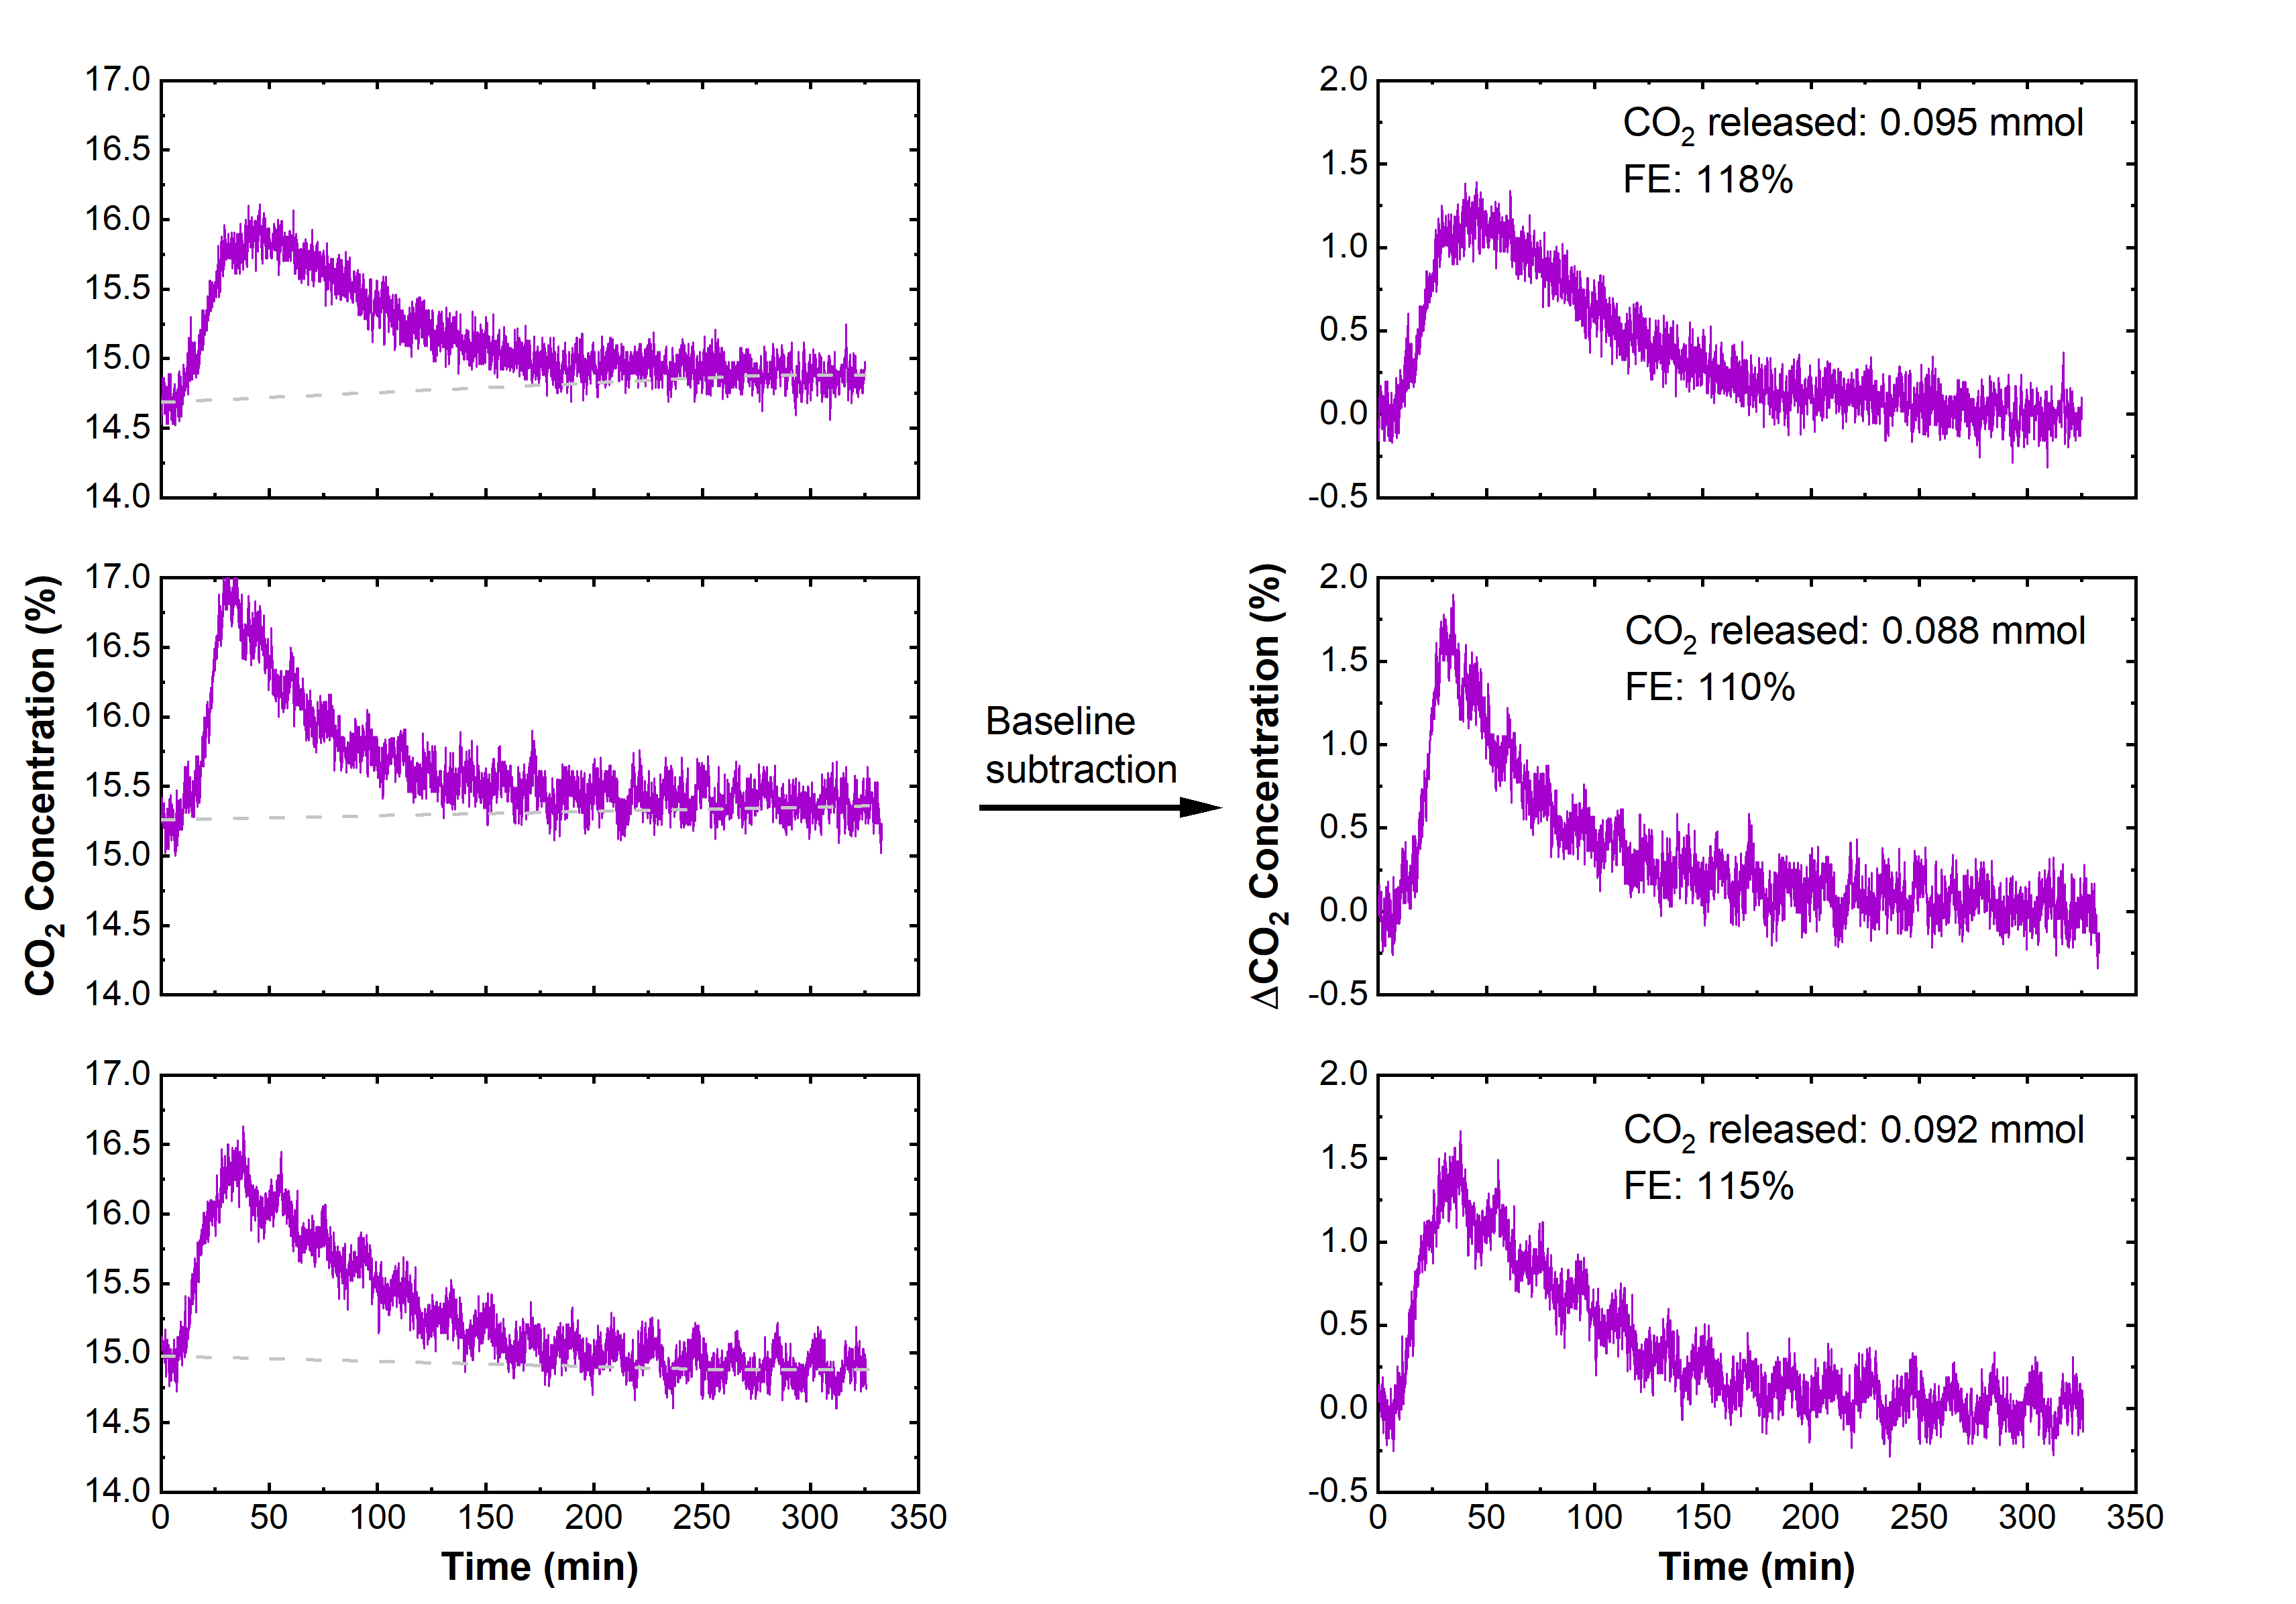 17.0
16.5
16.0
15.5
15.0
14.5
14.0
2.0
1.5
1.0
0.5
0.0
-0.5
CO2 released: 0.095 mmol
FE: 118%
CO2 Concentration (%)
17.0
16.5
16.0
15.5
15.0
14.5
14.0
Baseline
subtraction
ΔCO2 Concentration (%)
2.0
1.5
1.0
0.5
0.0
-0.5
CO2 released: 0.088 mmol
FE: 110%
17.0
16.5
16.0
15.5
15.0
14.5
14.0
0 50 100 150 200 250 300 350
Time (min)
2.0
1.5
1.0
0.5
0.0
-0.5
CO2 released: 0.092 mmol
FE: 115%
0 50 100 150 200 250 300 350
Time (min)